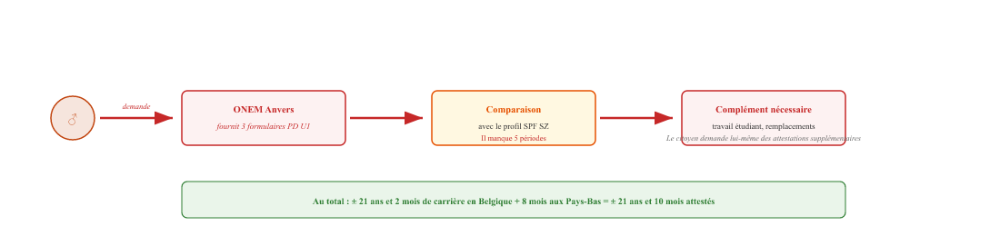 demande
ONEM Anvers
fournit 3 formulaires PD U1
Comparaison
avec le profil SPF SZ
Il manque 5 périodes
Complément nécessaire
travail étudiant, remplacements
Le citoyen demande lui-même des attestations supplémentaires
Au total : ± 21 ans et 2 mois de carrière en Belgique + 8 mois aux Pays-Bas = ± 21 ans et 10 mois attestés